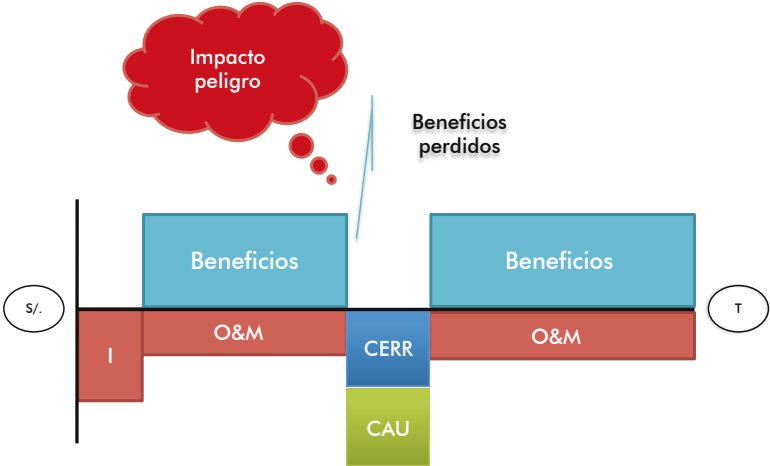 Impacto
peligro
Beneficios
perdidos
Beneficios
Beneficios
S/.
T
I
O&M
CERR
O&M
CAU